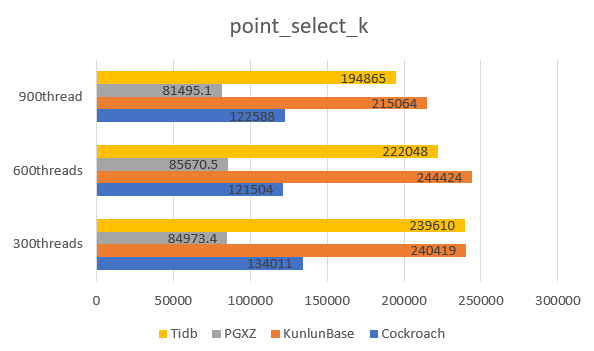 point_select_k
194865
81495.1
900thread
215064
122588
222048
85670.5
600threads
244424
121504
239610
84973.4
300threads
240419
134011
0 50000 100000 150000 200000 250000 300000
Tidb PGXZ KunlunBase Cockroach